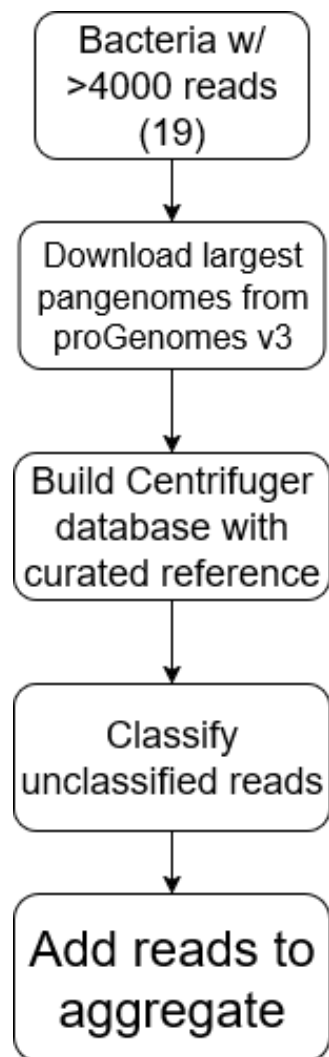 Bacteria w/
>4000 reads
(19)
Download largest
pangenomes from
proGenomes v3
Build Centrifuger
database with
curated reference
Classify
unclassified reads
Add reads to
aggregate